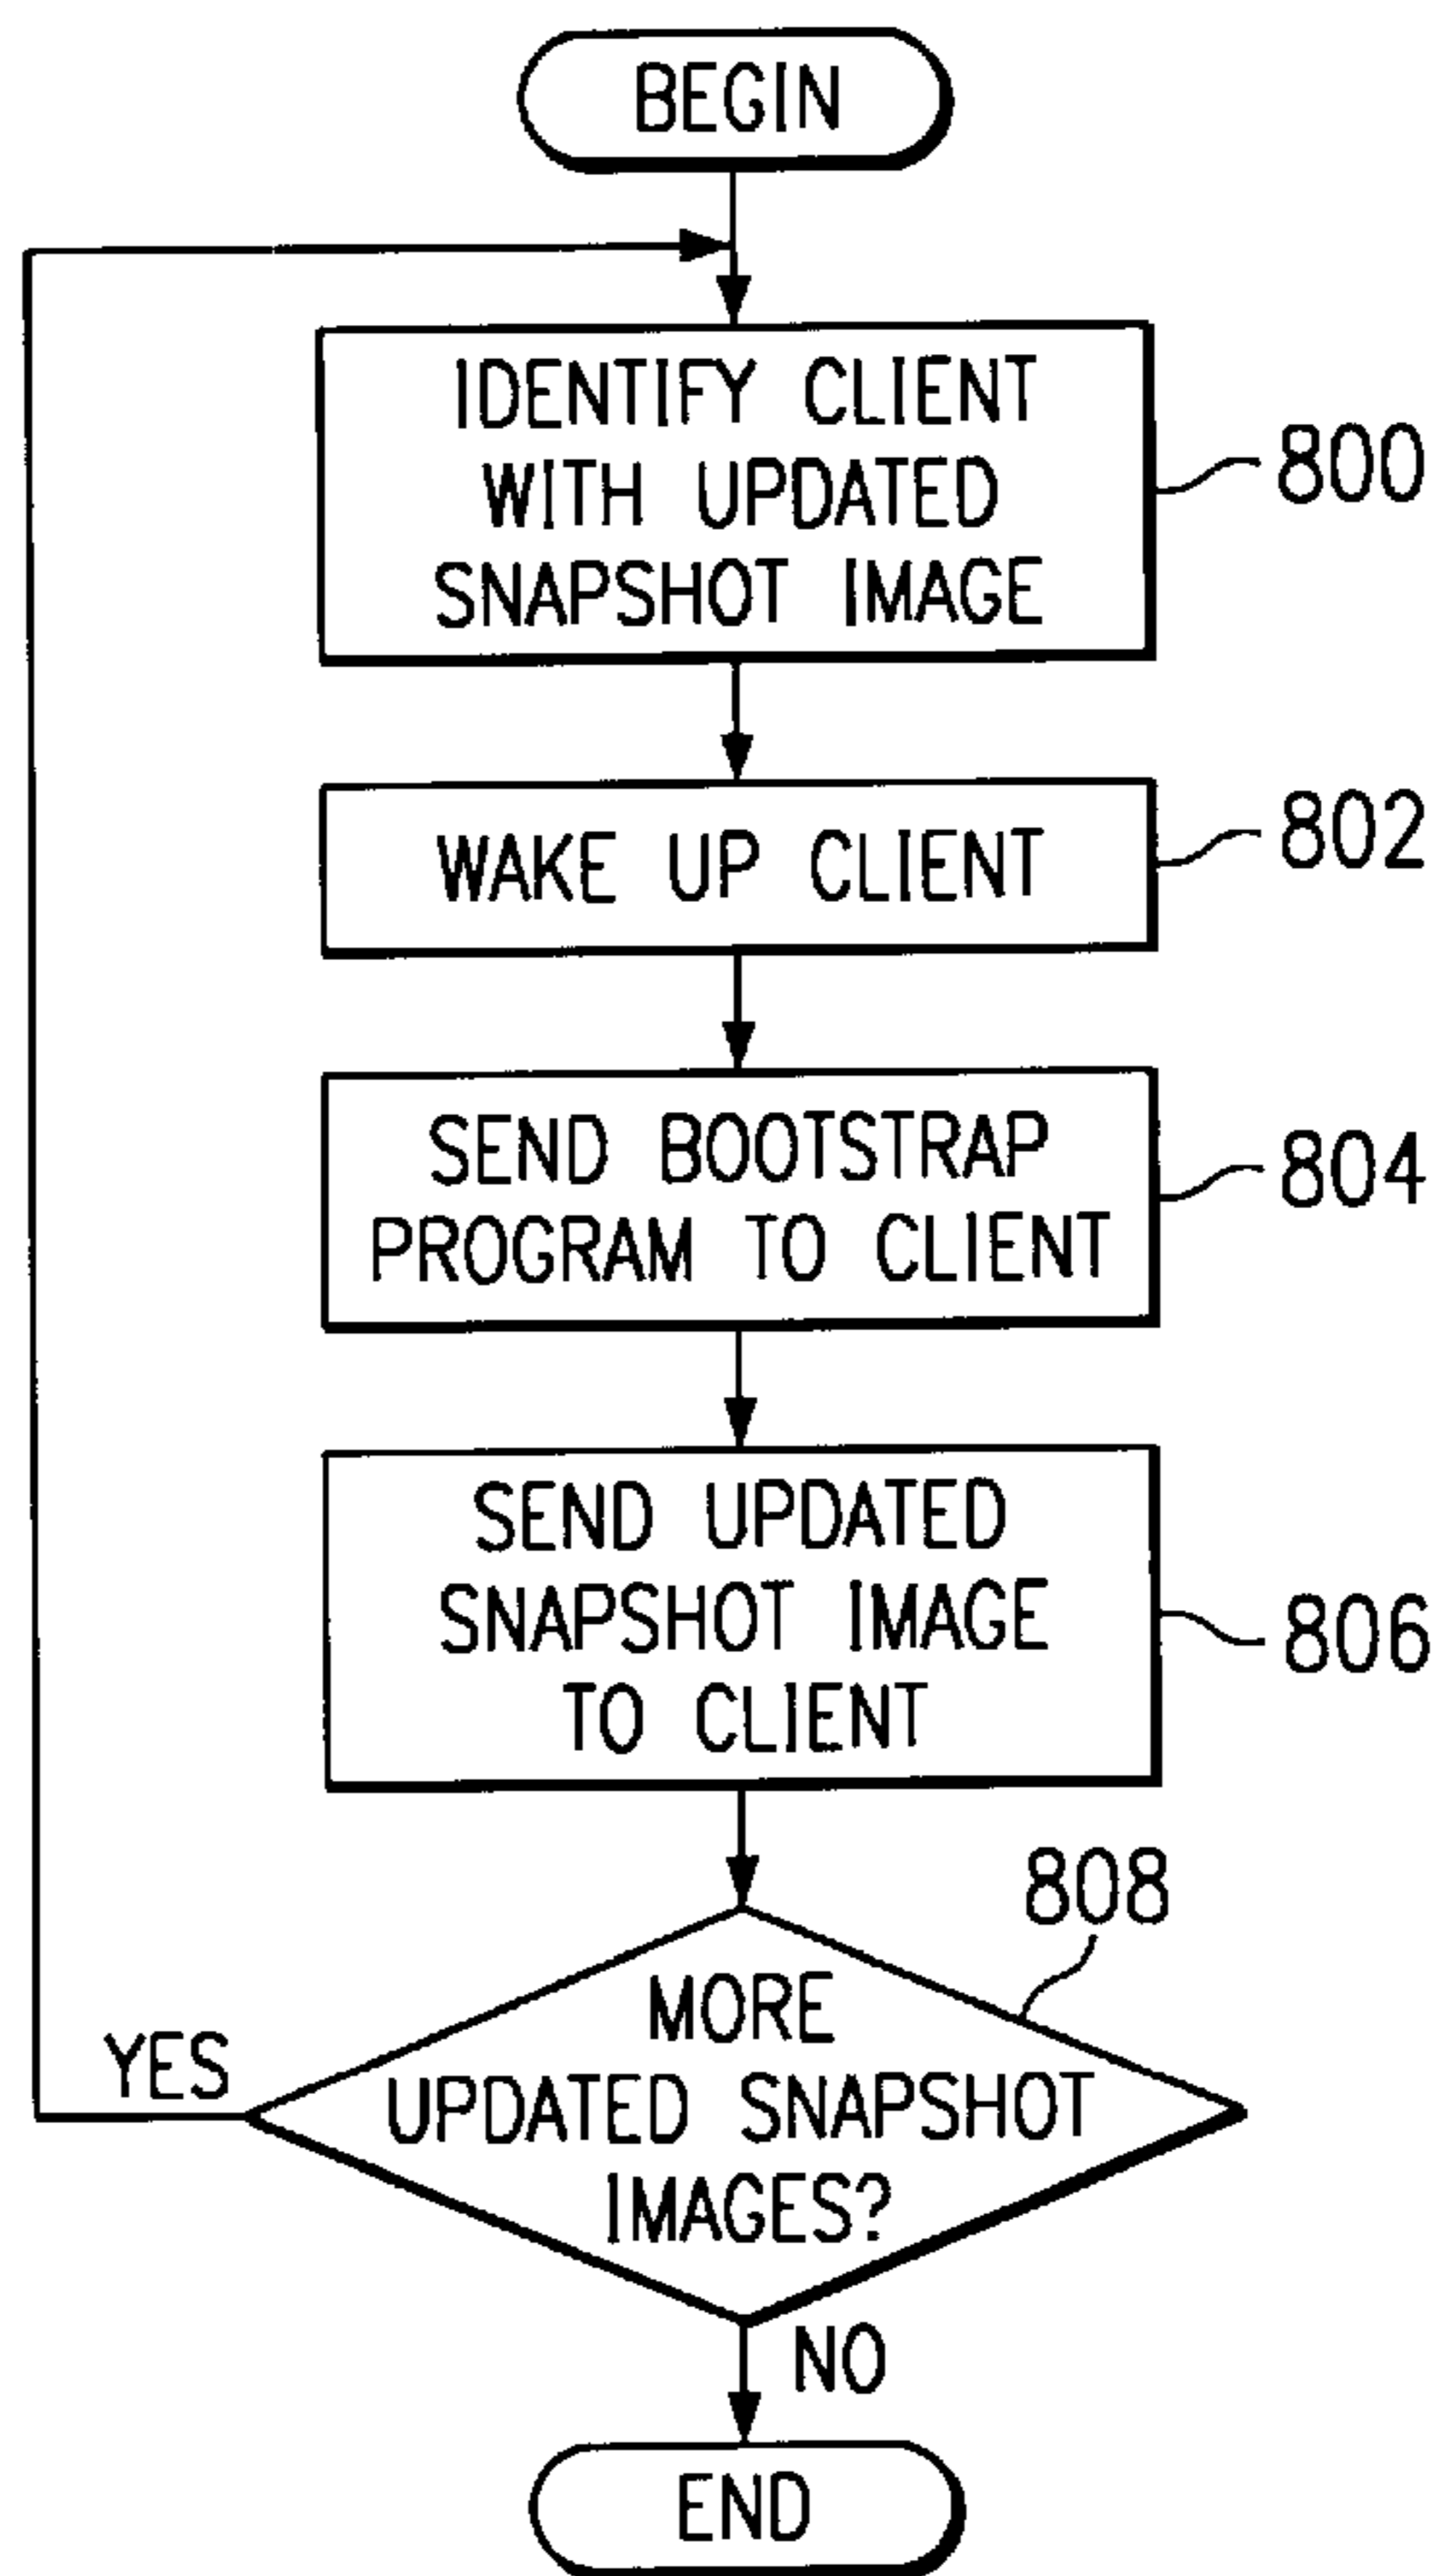 BEGIN
IDENTIFY CLIENT
WITH UPDATED
SNAPSHOT IMAGE
800
WAKE UP CLIENT
802
SEND BOOTSTRAP
PROGRAM TO CLIENT
804
SEND UPDATED
SNAPSHOT IMAGE
TO CLIENT
806
808
MORE
UPDATED SNAPSHOT
IMAGES?
YES
NO
END